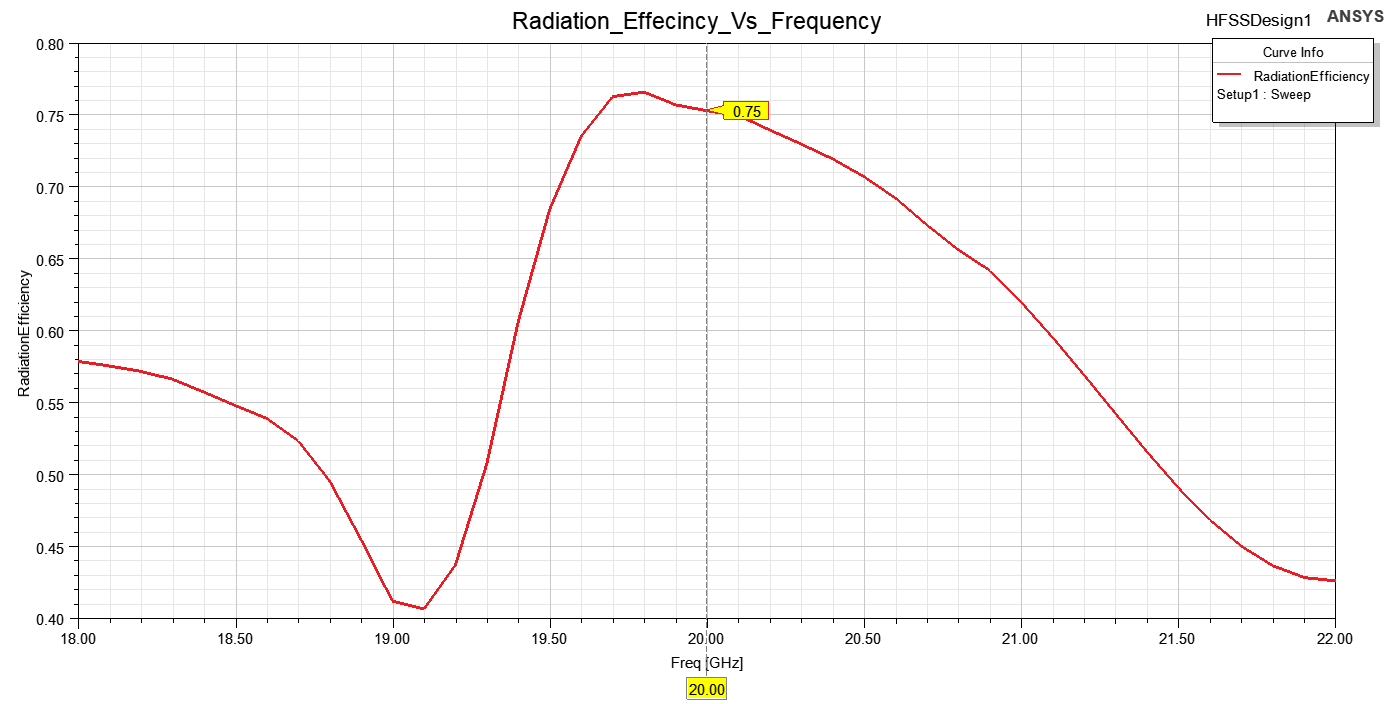 Radiation_Effecincy_Vs_Frequency
HFSSDesign1
ANSYS
Curve Info
RadiationEfficiency
Setup1 : Sweep
0.80
0.75
0.70
0.65
0.60
0.55
0.50
0.45
0.40
RadiationEfficiency
0.75
18.00
18.50
19.00
19.50
20.00
20.50
21.00
21.50
22.00
Freq [GHz]
20.00